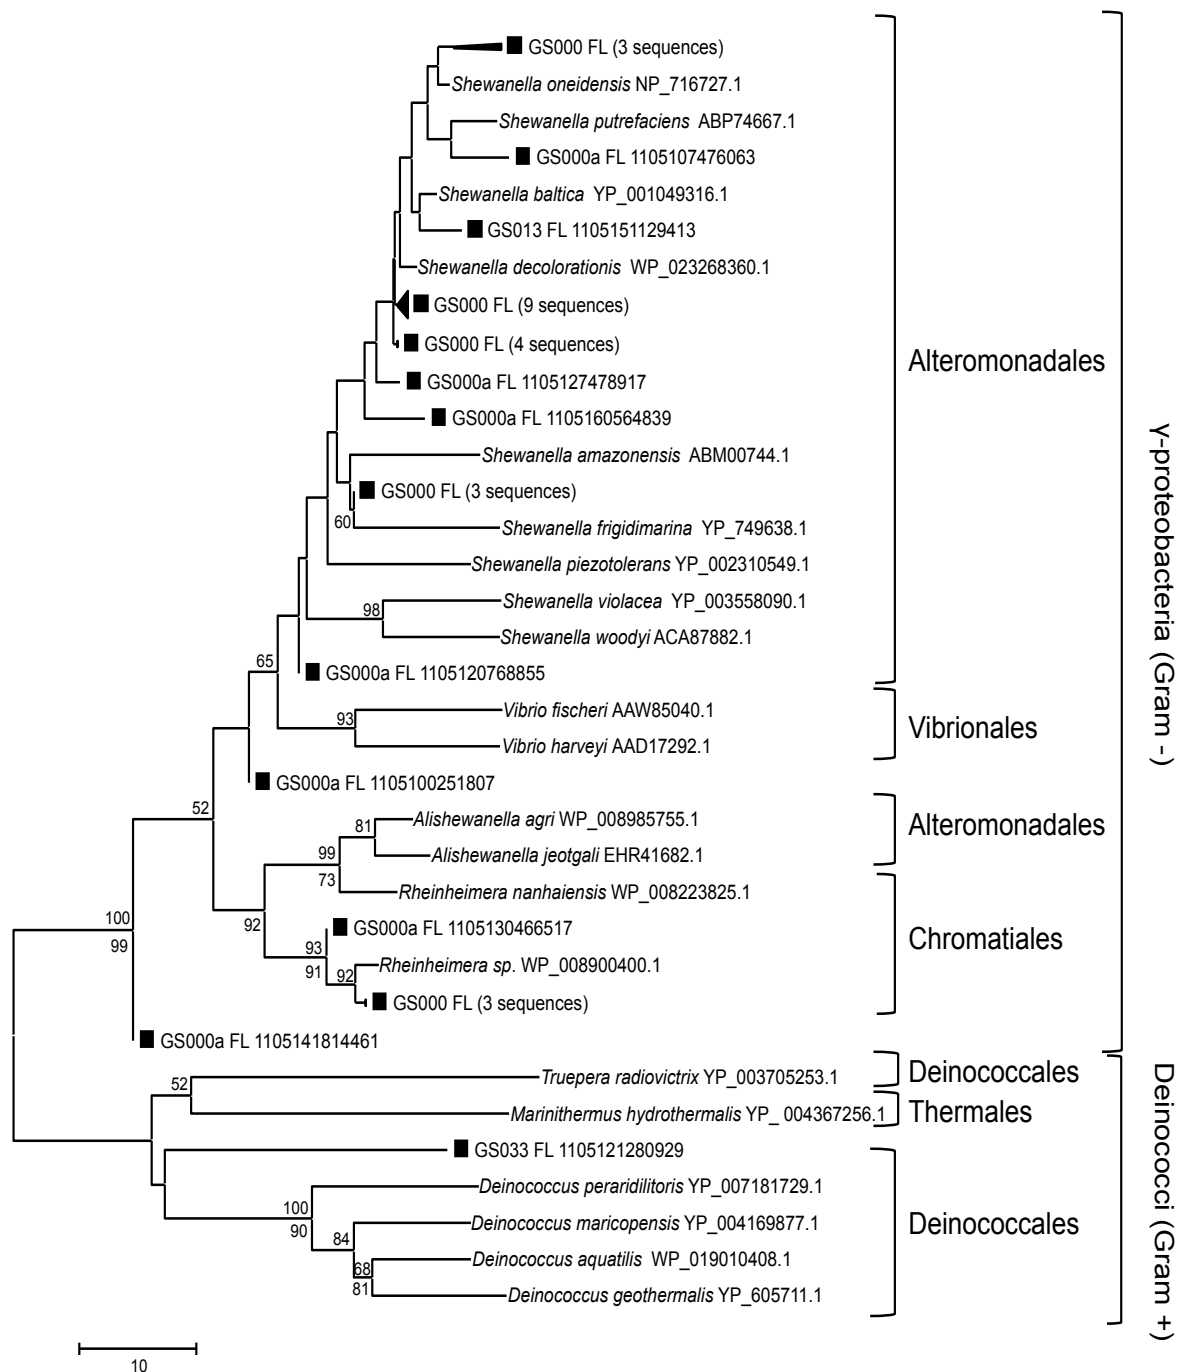 GS000 FL (3 sequences)
Shewanella oneidensis NP_716727.1
Shewanella putrefaciens ABP74667.1
GS000a FL 1105107476063
Shewanella baltica YP_001049316.1
GS013 FL 1105151129413
Shewanella decolorationis WP_023268360.1
GS000 FL (9 sequences)
GS000 FL (4 sequences)
Alteromonadales
GS000a FL 1105127478917
GS000a FL 1105160564839
Shewanella amazonensis ABM00744.1
GS000 FL (3 sequences)
60
Shewanella frigidimarina YP_749638.1
Shewanella piezotolerans YP_002310549.1
Shewanella violacea YP_003558090.1
98
Shewanella woodyi ACA87882.1
65
GS000a FL 1105120768855
γ-proteobacteria (Gram -)
Vibrio fischeri AAW85040.1
93
Vibrionales
Vibrio harveyi AAD17292.1
GS000a FL 1105100251807
52
Alishewanella agri WP_008985755.1
81
Alteromonadales
Alishewanella jeotgali EHR41682.1
99
73
Rheinheimera nanhaiensis WP_008223825.1
100
92
GS000a FL 1105130466517
99
93
Chromatiales
91
92
Rheinheimera sp. WP_008900400.1
GS000 FL (3 sequences)
GS000a FL 1105141814461
Truepera radiovictrix YP_003705253.1
Deinococcales
52
Marinithermus hydrothermalis YP_ 004367256.1
Thermales
GS033 FL 1105121280929
Deinococcus peraridilitoris YP_007181729.1
100
90
Deinococcus maricopensis YP_004169877.1
84
Deinococcales
Deinococcus aquatilis WP_019010408.1
68
81
Deinococcus geothermalis YP_605711.1
Deinococci (Gram +)
10